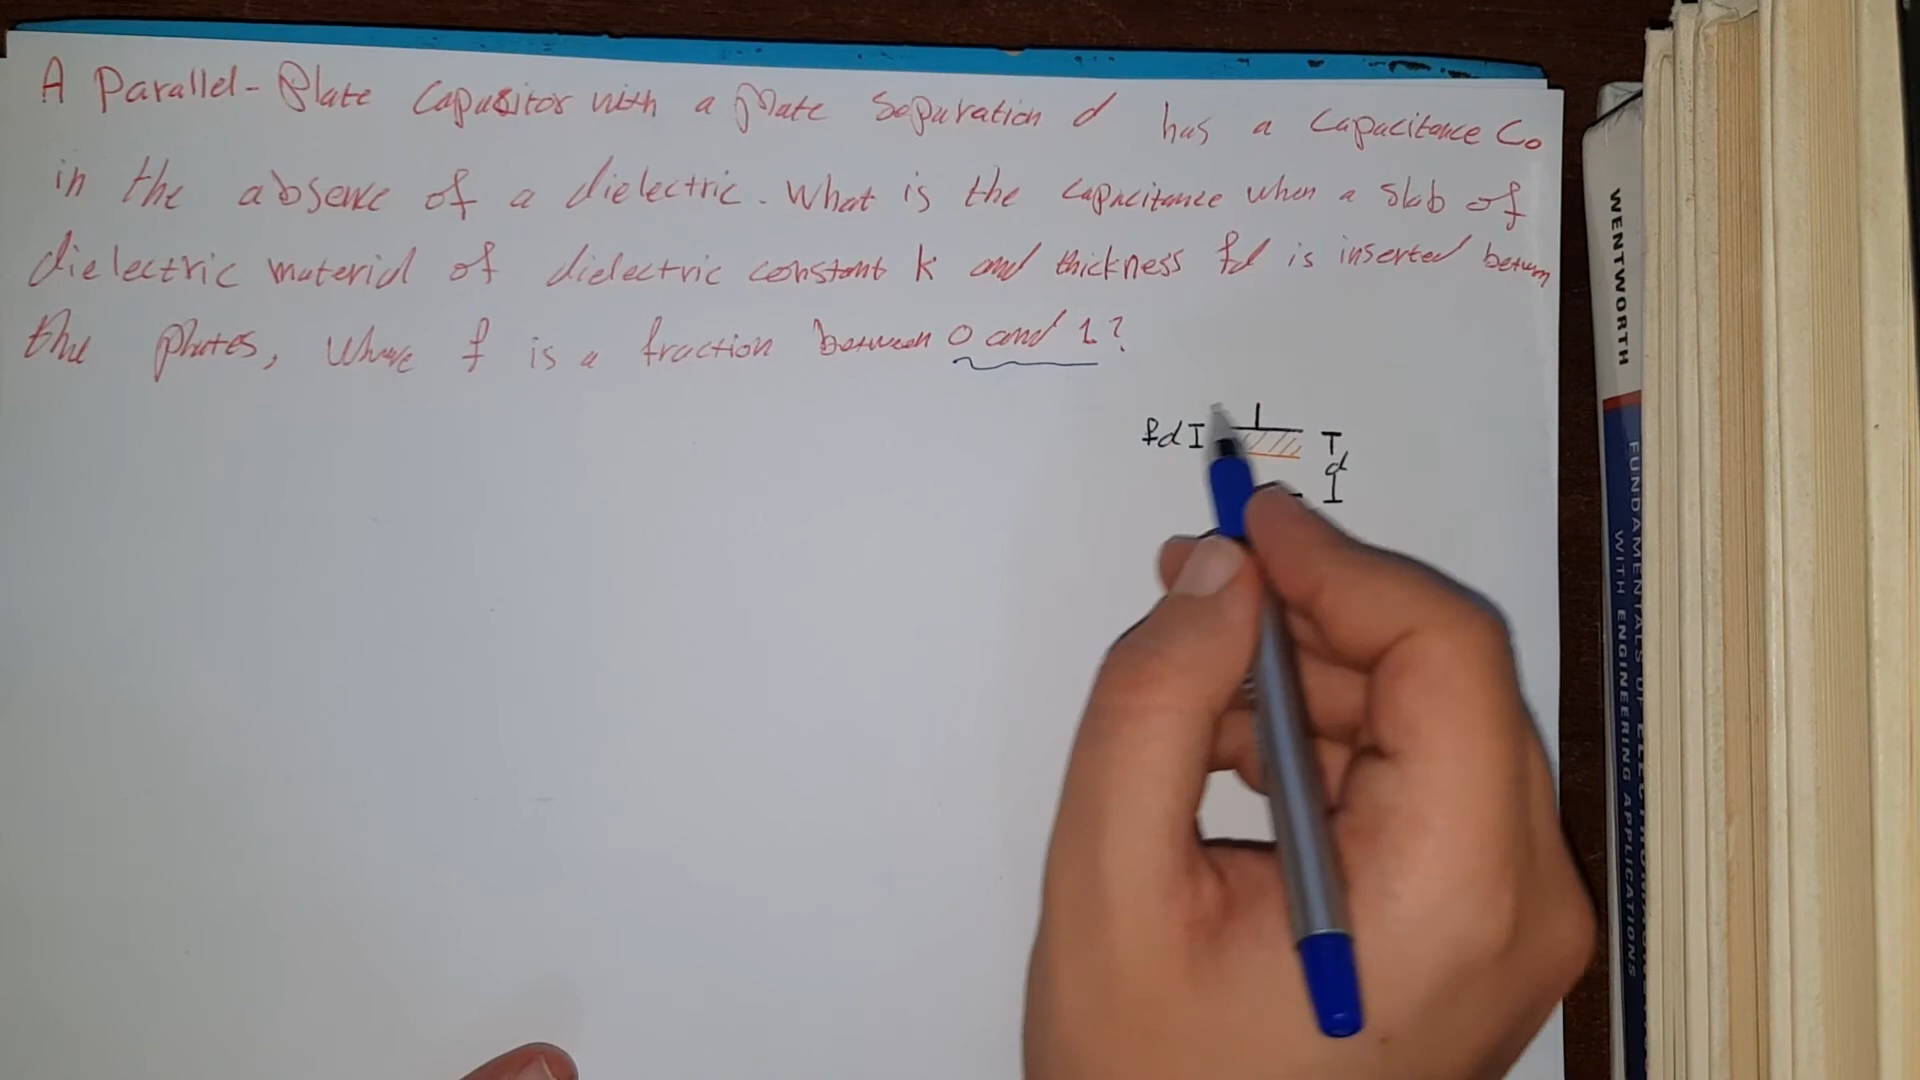 A Parallel-Plate Capacitor with a plate Separation d has a Capacitance Co
in the absence of a dielectric. What is the capacitance when a slab of
dielectric material of dielectric constant k and thickness fd is inserted between
the plates, where f is a fraction between 0 and 1?
fd
d
WENTWORTH
FUNDAMENTALS OF
WITH ENGINEERING APPLICATIONS